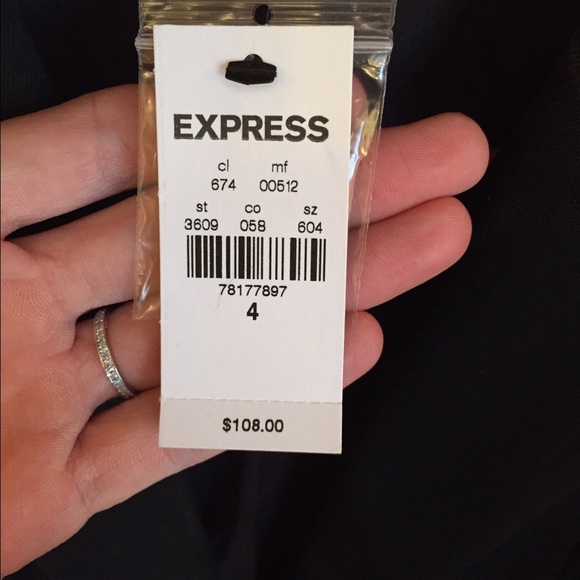 EXPRESS
cl mf
674 00512
st co sz
3609 058 604
78177897
4
$108.00